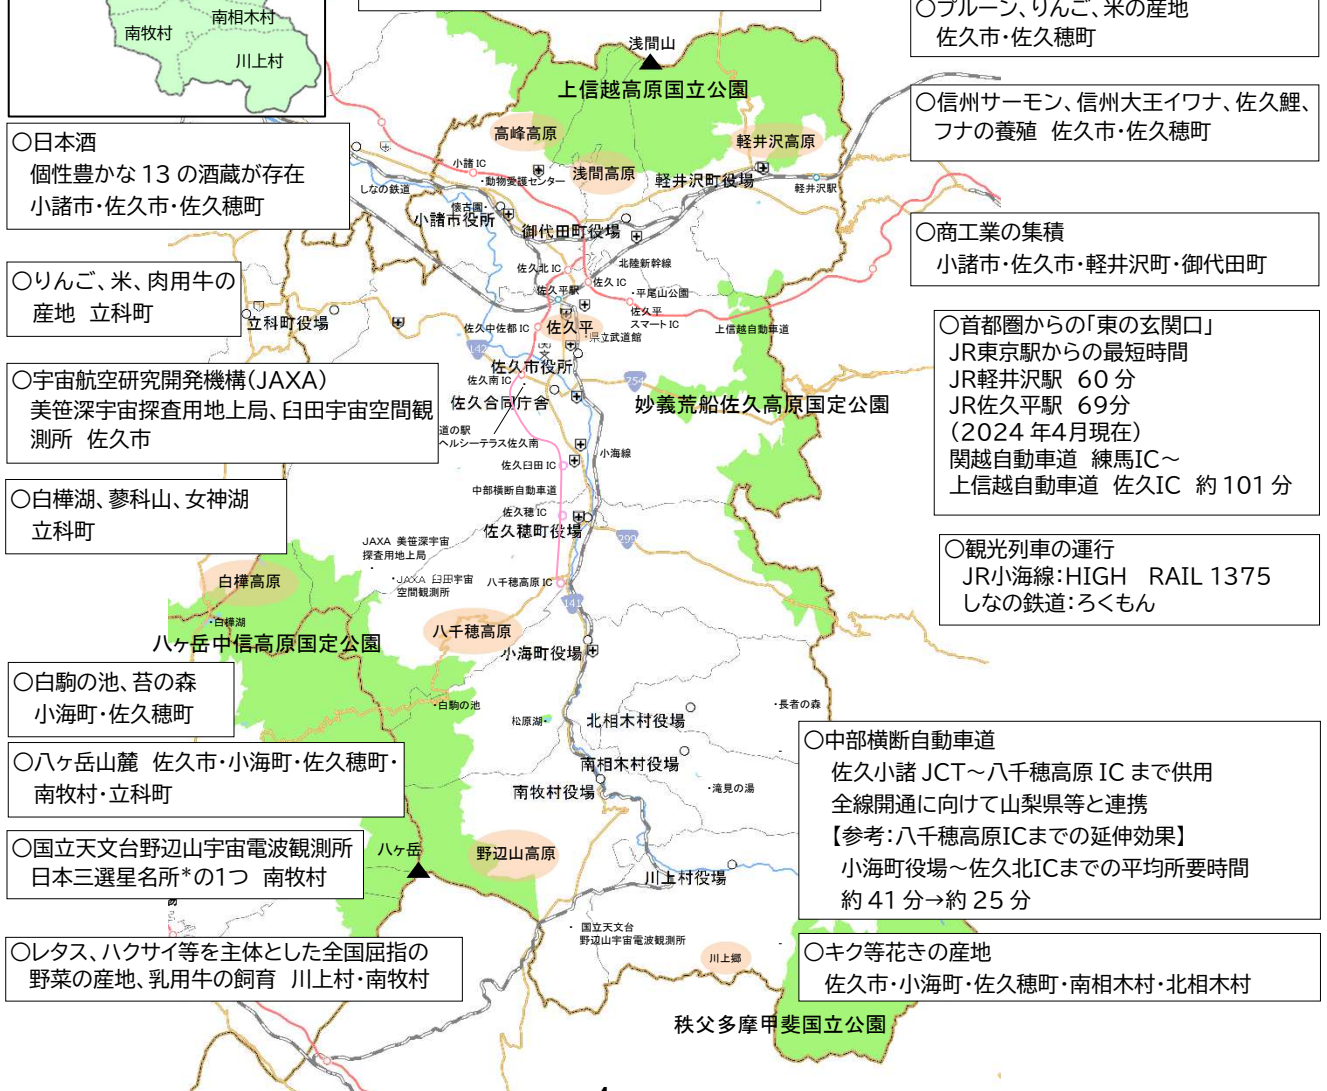 南相木村
南牧村
川上村
○プルーン、りんご、米の産地
佐久市・佐久穂町
○信州サーモン、信州大王イワナ、佐久鯉、
フナの養殖 佐久市・佐久穂町
○日本酒
個性豊かな13の酒蔵が存在
小諸市・佐久市・佐久穂町
○商工業の集積
小諸市・佐久市・軽井沢町・御代田町
○りんご、米、肉用牛の
産地 立科町
○首都圏からの「東の玄関口」
JR東京駅からの最短時間
JR軽井沢駅 60分
JR佐久平駅 69分
(2024年4月現在)
関越自動車道 練馬IC~
上信越自動車道 佐久IC 約101分
○宇宙航空研究開発機構(JAXA)
美笹深宇宙探査用地上局、臼田宇宙空間観
測所 佐久市
○白樺湖、蓼科山、女神湖
立科町
○観光列車の運行
JR小海線:HIGH RAIL 1375
しなの鉄道:ろくもん
○白駒の池、苔の森
小海町・佐久穂町
○八ヶ岳山麓 佐久市・小海町・佐久穂町・
南牧村・立科町
○中部横断自動車道
佐久小諸JCT~八千穂高原ICまで供用
全線開通に向けて山梨県等と連携
【参考:八千穂高原ICまでの延伸効果】
小海町役場~佐久北ICまでの平均所要時間
約41分→約25分
○国立天文台野辺山宇宙電波観測所
日本三選星名所*の1つ 南牧村
○レタス、ハクサイ等を主体とした全国屈指の
野菜の産地、乳用牛の飼育 川上村・南牧村
○キク等花きの産地
佐久市・小海町・佐久穂町・南相木村・北相木村
浅間山
上信越高原国立公園
高峰高原
軽井沢高原
小諸IC
浅間高原
・動物愛護センター
軽井沢町役場
しなの鉄道
軽井沢駅
懐古園・
小諸市役所
御代田町役場
佐久北IC
北陸新幹線
佐久IC
佐久平駅
・平尾山公園
佐久平
スマートIC
立科町役場
佐久中佐都IC
佐久平
上信越自動車道
・県立武道館
142
佐久市役所
佐久南IC
254
佐久合同庁舎
妙義荒船佐久高原国定公園
道の駅
ヘルシーテラス佐久南
小海線
佐久臼田IC
中部横断自動車道
佐久穂IC
佐久穂町役場
299
JAXA 美笹深宇宙
探査用地上局
・JAXA 臼田宇宙
空間観測所
八千穂高原IC
白樺高原
141
・白樺湖
八千穂高原
八ヶ岳中信高原国定公園
小海町役場
・白駒の池
松原湖・
北相木村役場
・長者の森
南相木村役場
南牧村役場
・滝見の湯
八ヶ岳
野辺山高原
川上村役場
・国立天文台
野辺山宇宙電波観測所
川上郷
秩父多摩甲斐国立公園